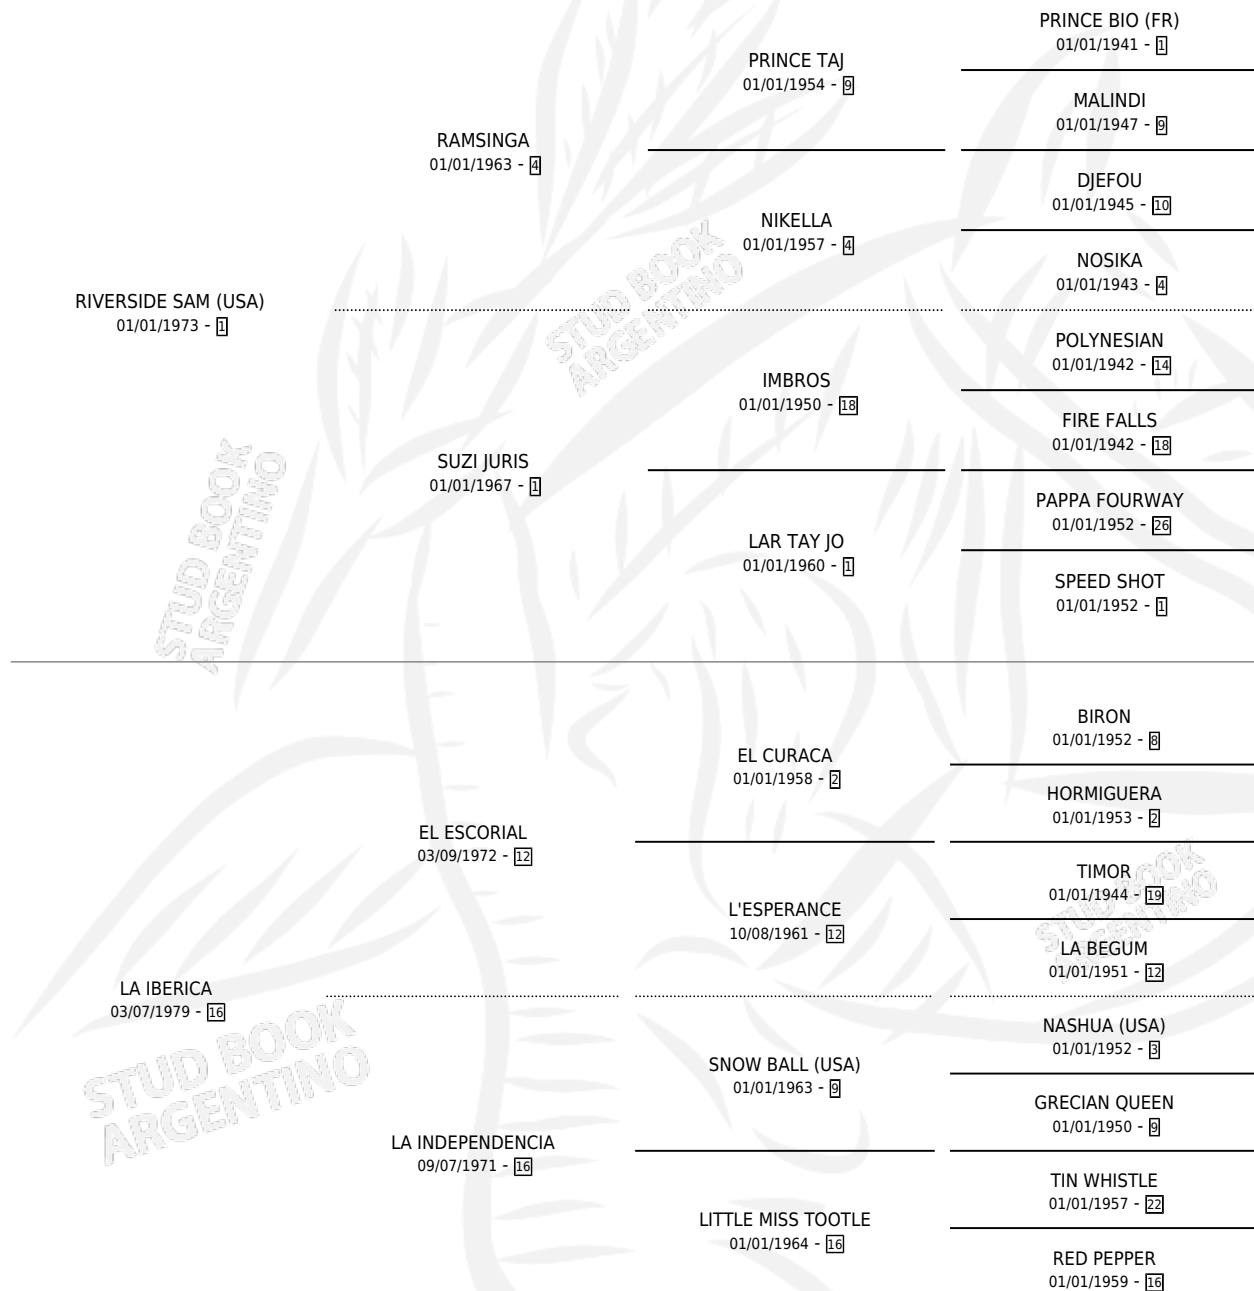 PRINCE BIO (FR)
01/01/1941 - 1
PRINCE TAJ
01/01/1954 - 9
MALINDI
01/01/1947 - 9
RAMSINGA
01/01/1963 - 4
DJEFOU
01/01/1945 - 10
NIKELLA
01/01/1957 - 4
NOSIKA
01/01/1943 - 4
RIVERSIDE SAM (USA)
01/01/1973 - 1
POLYNESIAN
01/01/1942 - 14
IMBROS
01/01/1950 - 18
FIRE FALLS
01/01/1942 - 18
SUZI JURIS
01/01/1967 - 1
PAPPA FOURWAY
01/01/1952 - 26
LAR TAY JO
01/01/1960 - 1
SPEED SHOT
01/01/1952 - 1
STUD BOOK
ARGENTINO
STUD BOOK
ARGENTINO
BIRON
01/01/1952 - 8
EL CURACA
01/01/1958 - 2
HORMIGUERA
01/01/1953 - 2
EL ESCORIAL
03/09/1972 - 12
TIMOR
01/01/1944 - 19
L'ESPERANCE
10/08/1961 - 12
LA BEGUM
01/01/1951 - 12
LA IBERICA
03/07/1979 - 16
NASHUA (USA)
01/01/1952 - 3
SNOW BALL (USA)
01/01/1963 - 9
GRECIAN QUEEN
01/01/1950 - 9
LA INDEPENDENCIA
09/07/1971 - 16
TIN WHISTLE
01/01/1957 - 22
LITTLE MISS TOOTLE
01/01/1964 - 16
RED PEPPER
01/01/1959 - 16
STUD BOOK
ARGENTINO
STUD BOOK
ARGENTINO